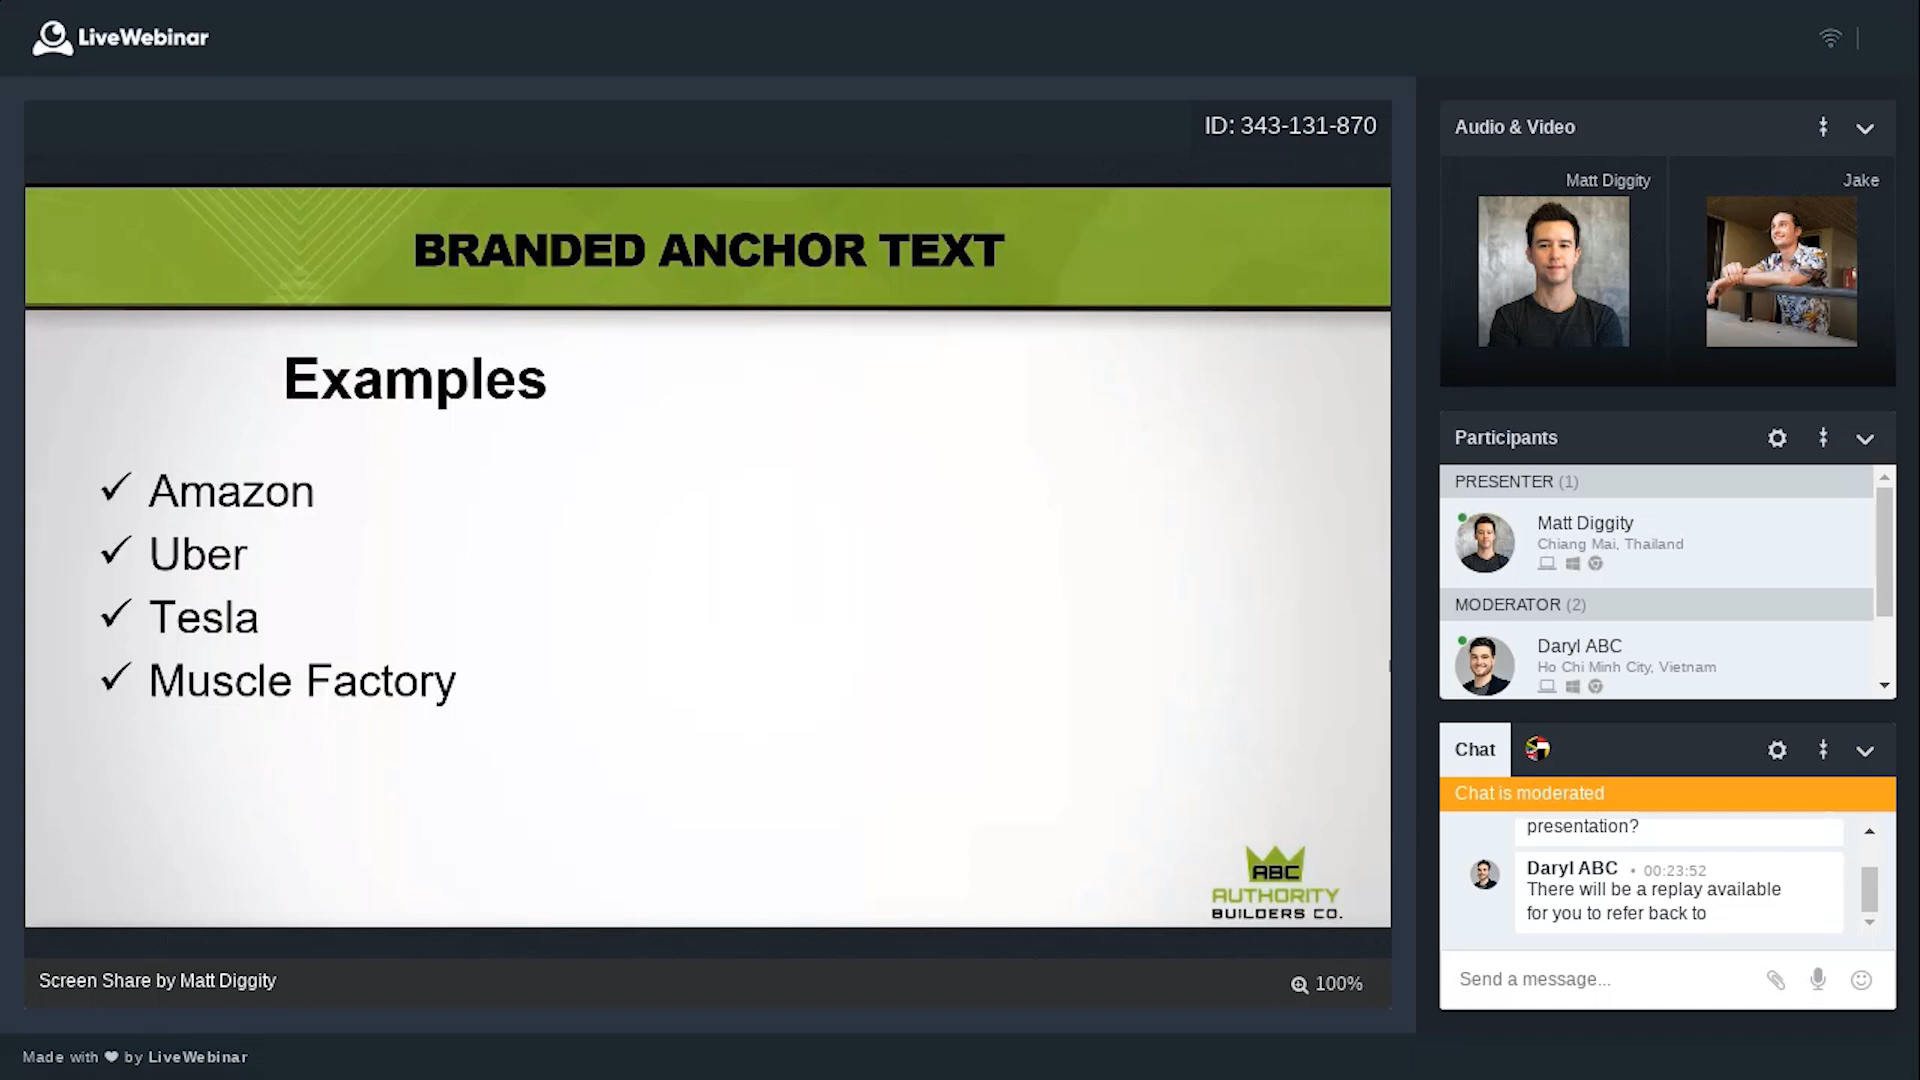 LiveWebinar
ID: 343-131-870
BRANDED ANCHOR TEXT
Examples
✓ Amazon
✓ Uber
✓ Tesla
✓ Muscle Factory
ABC
AUTHORITY
BUILDERS CO.
Screen Share by Matt Diggity
100%
Audio & Video
Matt Diggity
Jake
Participants
PRESENTER (1)
Matt Diggity
Chiang Mai, Thailand
MODERATOR (2)
Daryl ABC
Ho Chi Minh City, Vietnam
Chat
Chat is moderated
presentation?
Daryl ABC • 00:23:52
There will be a replay available
for you to refer back to
Send a message...
Made with ❤ by LiveWebinar